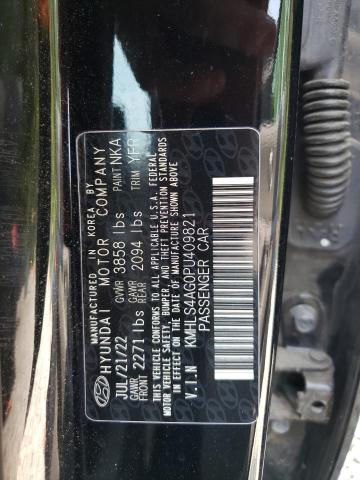 MANUFACTURED IN KOREA BY
HYUNDAI MOTOR COMPANY
JUL/21/22 GVWR 3858 lbs PAINT NKA
GAWR FRONT 2271 lbs GAWR REAR 2094 lbs TRIM YFR
THIS VEHICLE CONFORMS TO ALL APPLICABLE U.S.A. FEDERAL
MOTOR VEHICLE SAFETY, BUMPER, AND THEFT PREVENTION STANDARDS
IN EFFECT ON THE DATE OF MANUFACTURE SHOWN ABOVE.
V.I.N KMHLS4AG0PU409821
PASSENGER CAR